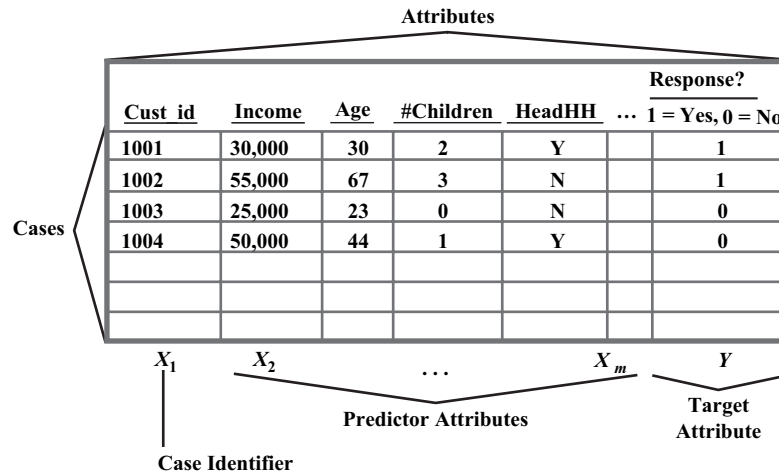 Attributes
Response?
Cust_id Income Age #Children HeadHH ... 1 = Yes, 0 = No
1001 30,000 30 2 Y 1
1002 55,000 67 3 N 1
1003 25,000 23 0 N 0
Cases
1004 50,000 44 1 Y 0
X1 X2 ... Xm Y
Predictor Attributes
Target
Attribute
Case Identifier